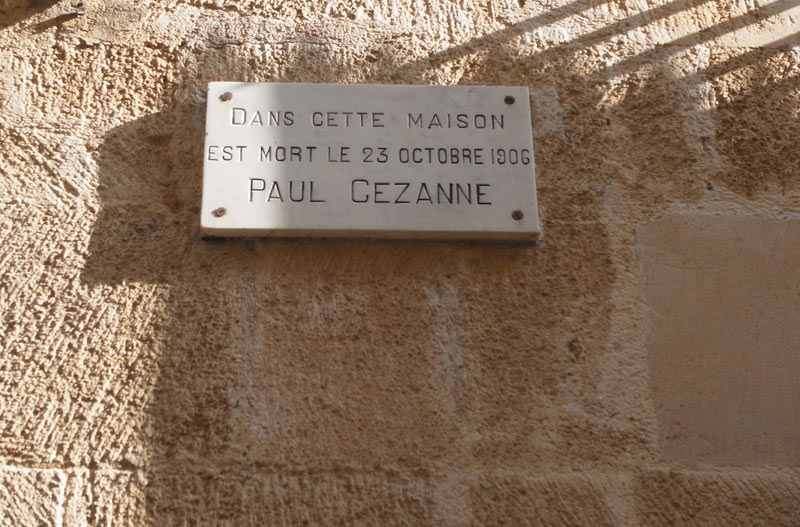 DANS CETTE MAISON
EST MORT LE 23 OCTOBRE 1906
PAUL CEZANNE